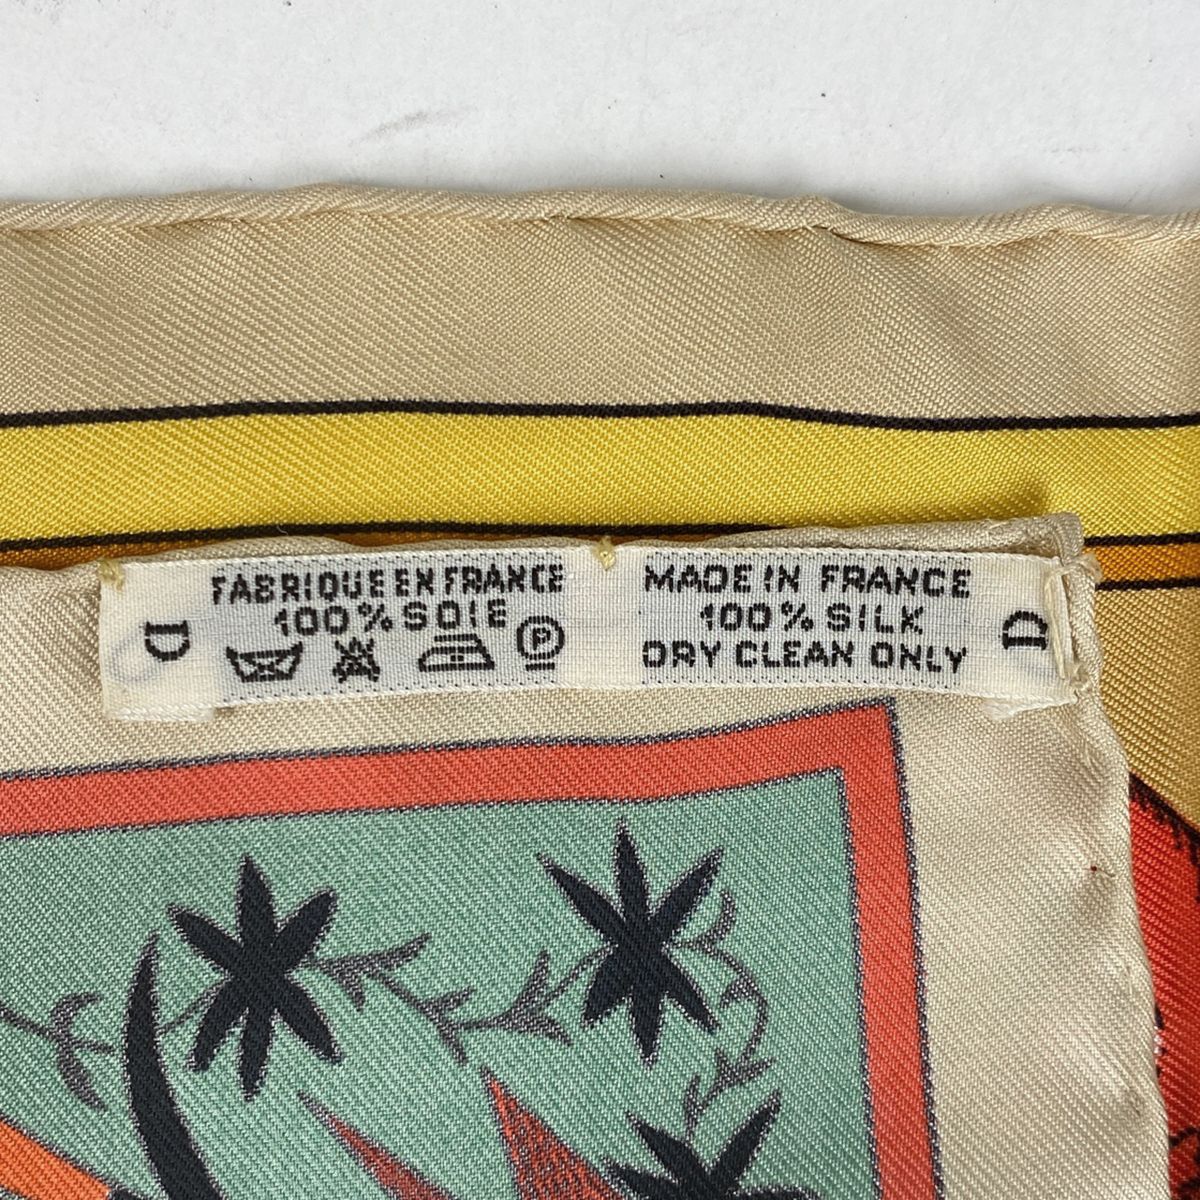 FABRIQUE EN FRANCE
100% SOIE
P
D
MADE IN FRANCE
100% SILK
DRY CLEAN ONLY
D